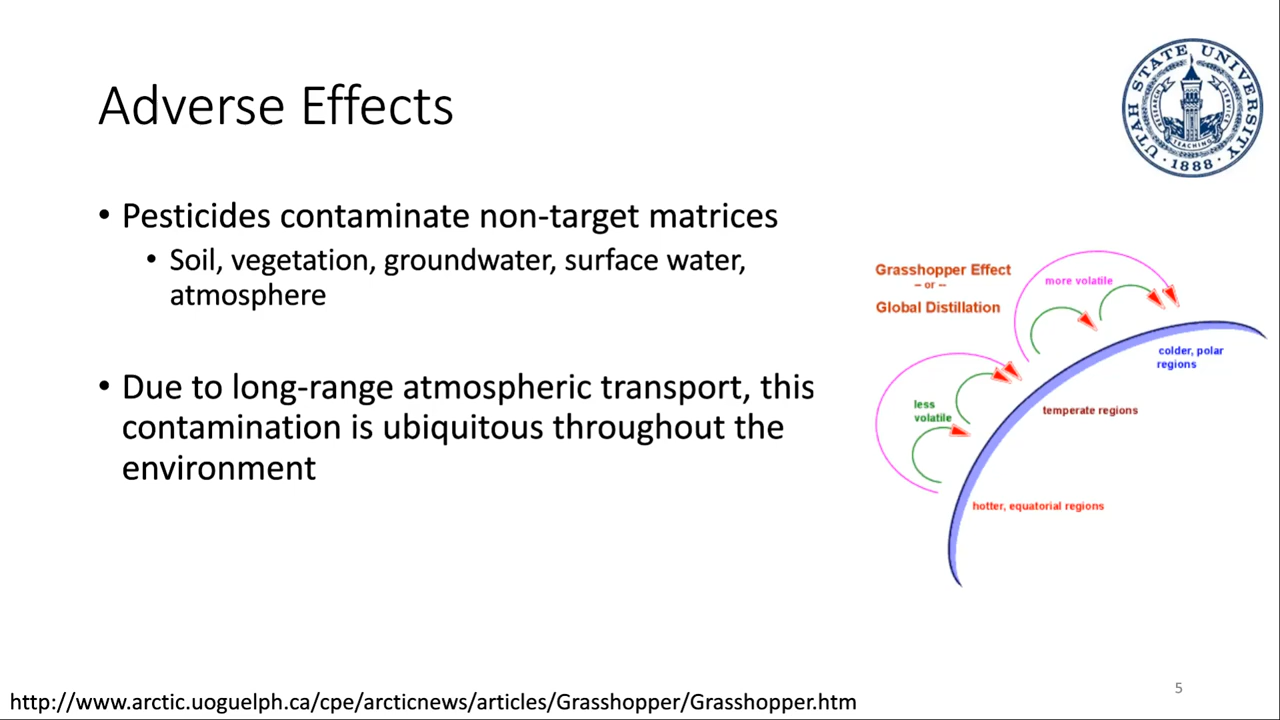 Adverse Effects
UTAH STATE UNIVERSITY
RESEARCH
SERVICE
TEACHING
• 1888 •
• Pesticides contaminate non-target matrices
• Soil, vegetation, groundwater, surface water,
atmosphere
• Due to long-range atmospheric transport, this
contamination is ubiquitous throughout the
environment
Grasshopper Effect
– or –
Global Distillation
more volatile
colder, polar
regions
less
volatile
temperate regions
hotter, equatorial regions
http://www.arctic.uoguelph.ca/cpe/arcticnews/articles/Grasshopper/Grasshopper.htm
5